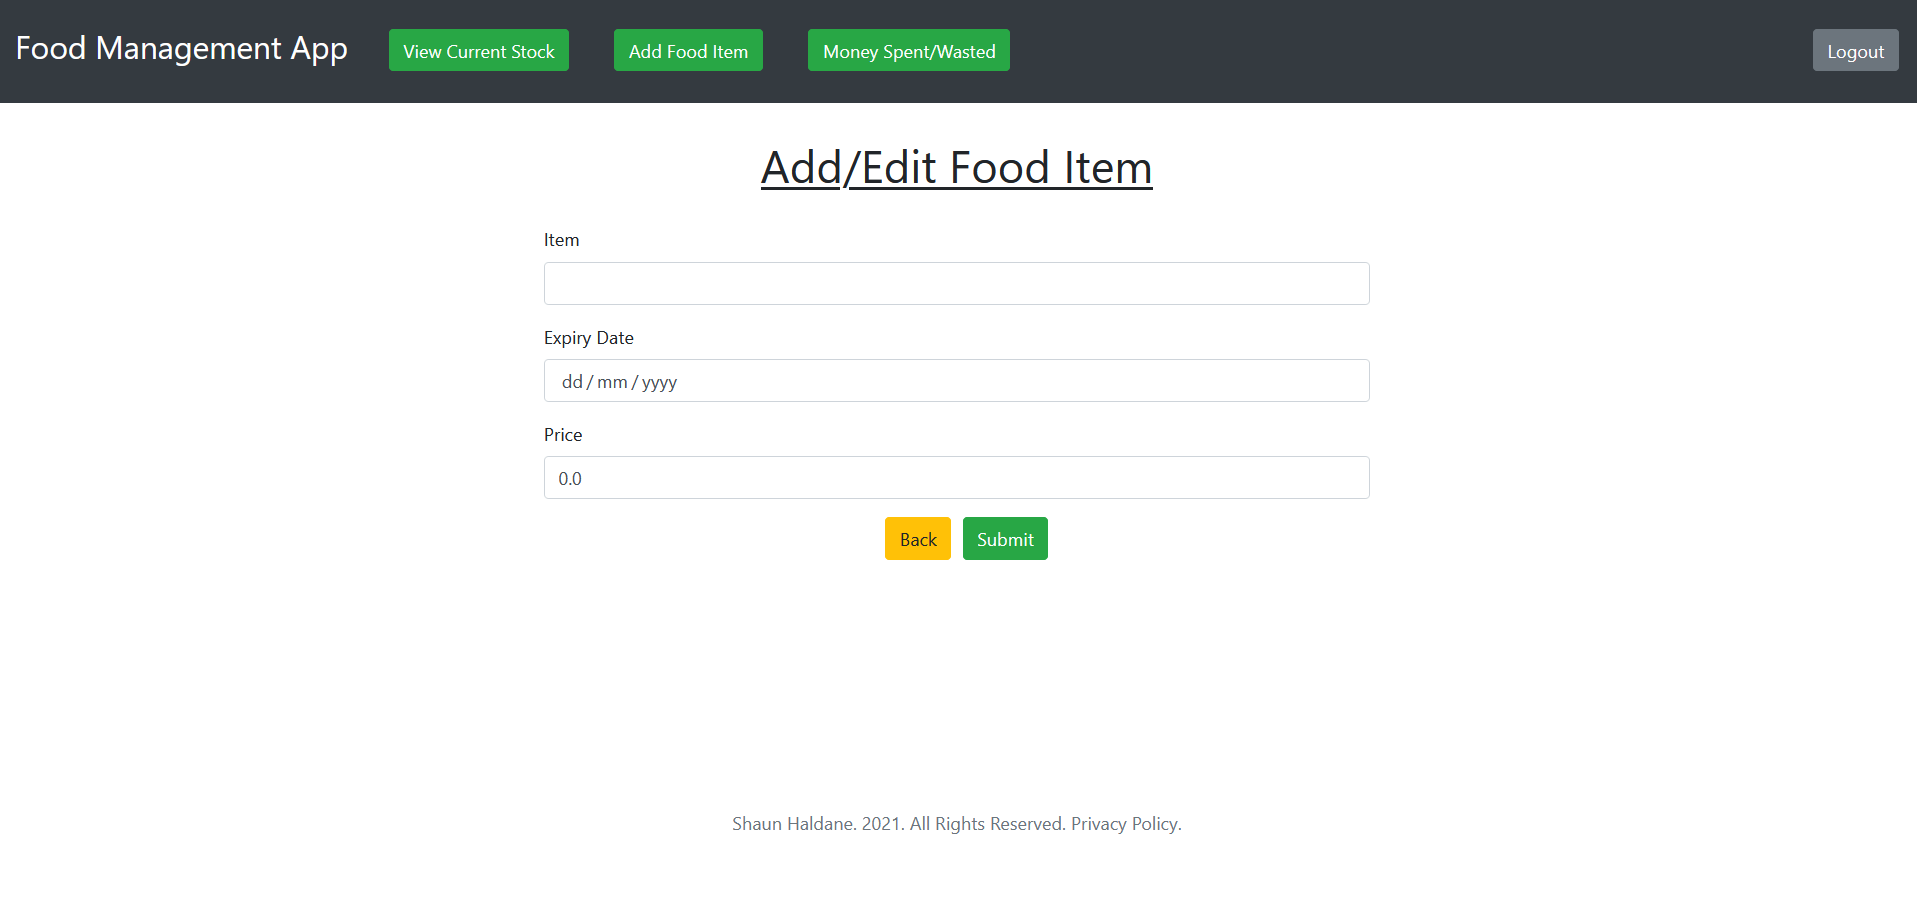 Food Management App
View Current Stock
Add Food Item
Money Spent/Wasted
Logout
Add/Edit Food Item
Item
Expiry Date
dd/mm/yyyy
Price
0.0
Back
Submit
Shaun Haldane. 2021. All Rights Reserved. Privacy Policy.